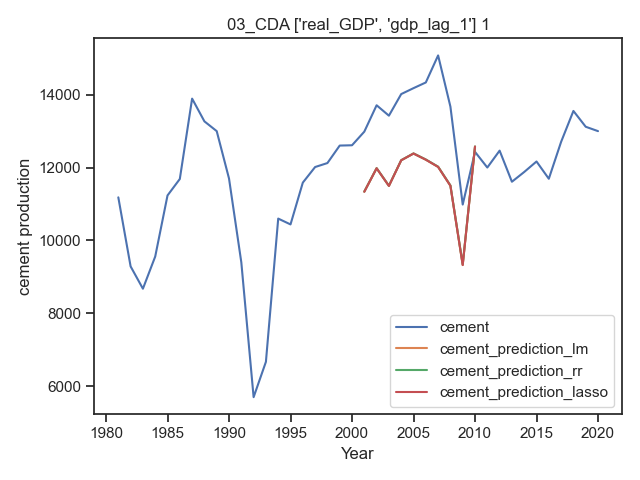 03_CDA ['real_GDP', 'gdp_lag_1'] 1
14000
12000
10000
8000
6000
cement production
cement
cement_prediction_lm
cement_prediction_rr
cement_prediction_lasso
1980 1985 1990 1995 2000 2005 2010 2015 2020
Year